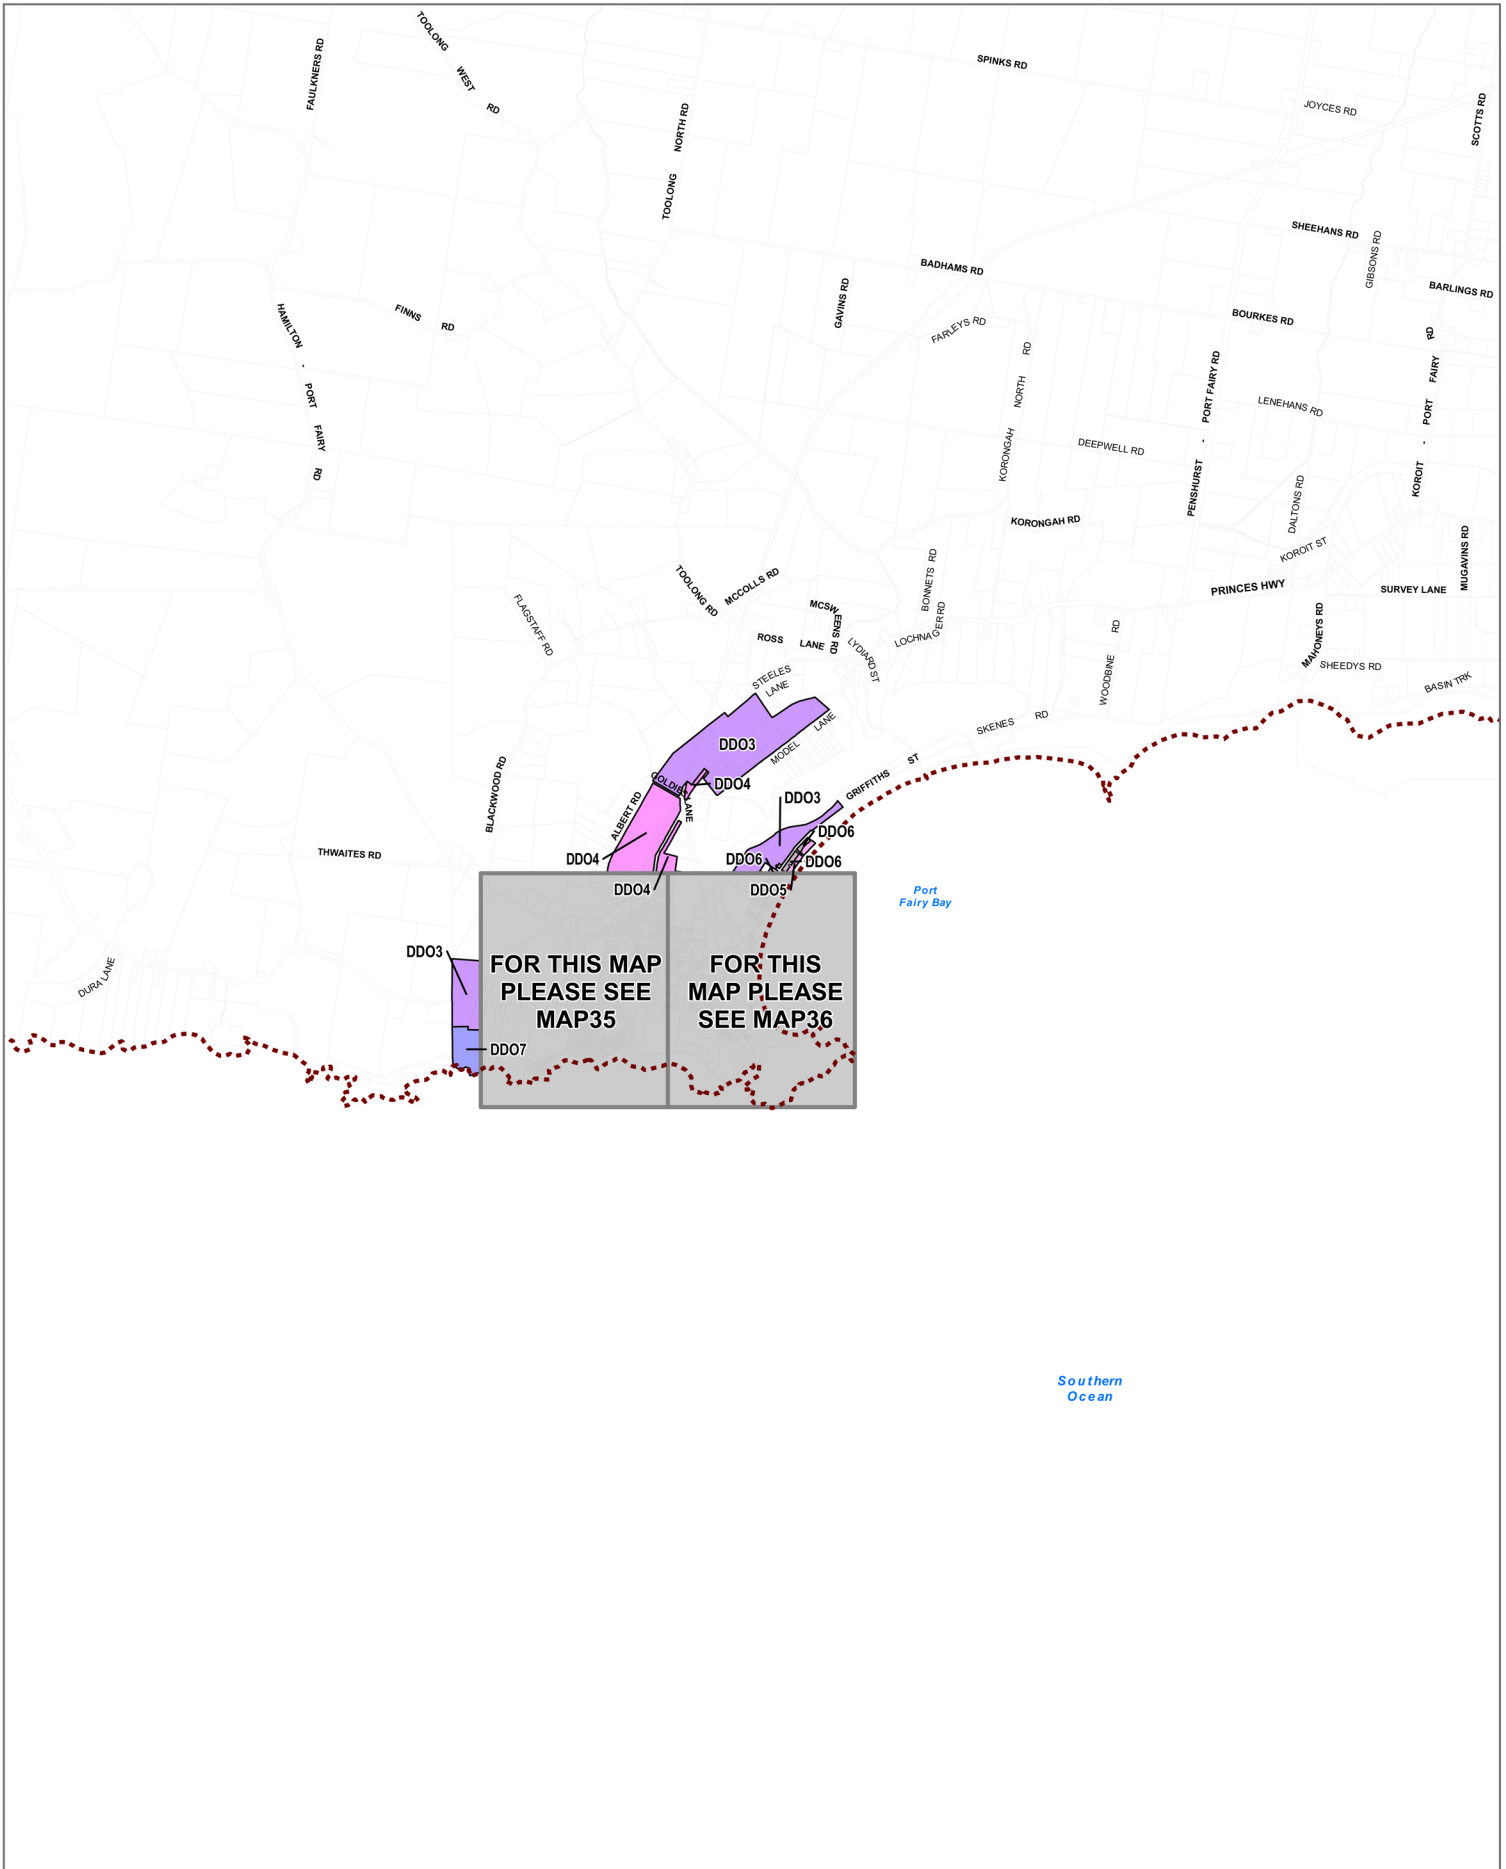 TOOLONG WEST RD
FAULKNERS RD
SPINKS RD
JOYCES RD
SCOTTS RD
TOOLONG NORTH RD
SHEEHANS RD
GIBSONS RD
BADHAMS RD
BARLINGS RD
GAVINS RD
HAMILTON - PORT FAIRY RD
FINNS RD
FARLEYS RD
BOURKES RD
KORONGAH NORTH RD
PENSHURST - PORT FAIRY RD
KOROIT - PORT FAIRY RD
LENEHANS RD
DEEPWELL RD
DALTONS RD
KORONGAH RD
KOROIT ST
MUGAVINS RD
BONNETS RD
TOOLONG RD
MCCOLLS RD
PRINCES HWY
SURVEY LANE
FLAGSTAFF RD
MCSWEENS RD
ROSS LANE
LYDIARD ST
LOCHNAGER RD
WOODBINE RD
MAHONEYS RD
SHEEDYS RD
STEELES
LANE
BASIN TRK
SKENES RD
MODEL LANE
DDO3
GOLDIES LANE
DDO4
BLACKWOOD RD
ALBERT RD
GRIFFITHS ST
DDO3
DDO6
THWAITES RD
DDO4
DDO6
DDO6
DDO4
DDO5
Port
Fairy Bay
DDO3
DURA LANE
FOR THIS MAP
PLEASE SEE
MAP35
FOR THIS
MAP PLEASE
SEE MAP36
DDO7
Southern
Ocean